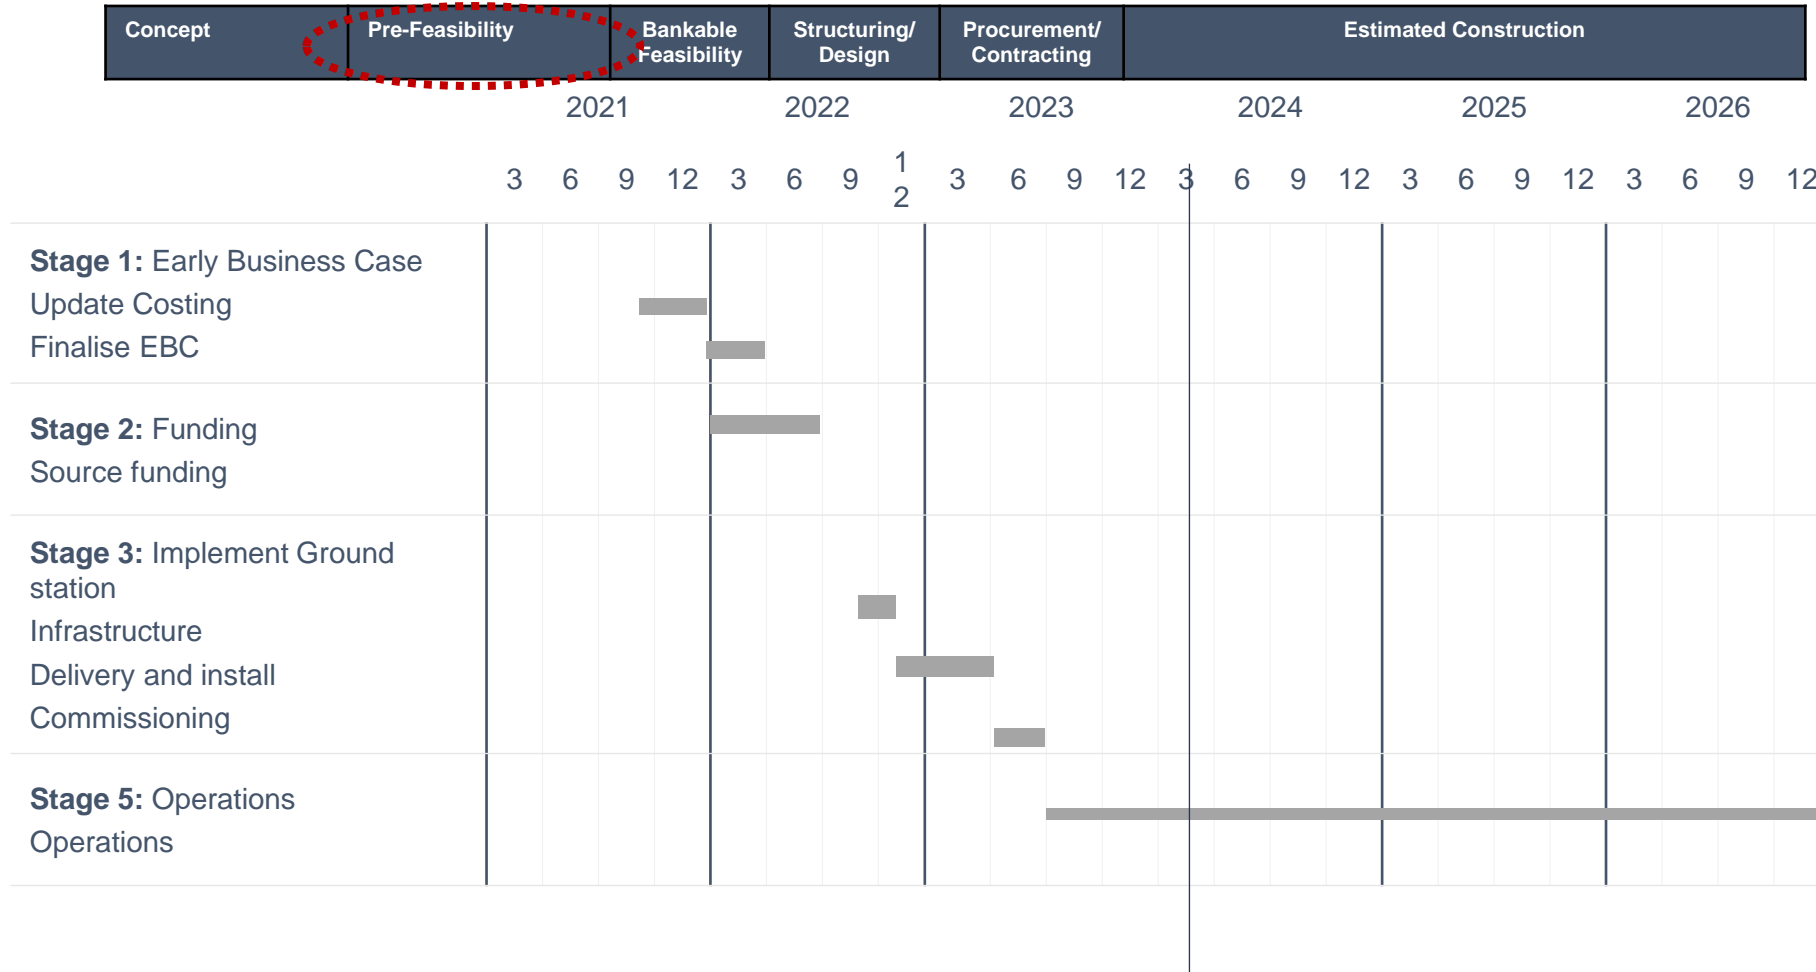 Concept
Pre-Feasibility
Bankable
Feasibility
Structuring/
Design
Procurement/
Contracting
Estimated Construction
2021 2022 2023 2024 2025 2026
3 6 9 12 3 6 9 1 3 6 9 12 3 6 9 12 3 6 9 12 3 6 9 12
2
Stage 1: Early Business Case
Update Costing
Finalise EBC
Stage 2: Funding
Source funding
Stage 3: Implement Ground
station
Infrastructure
Delivery and install
Commissioning
Stage 5: Operations
Operations